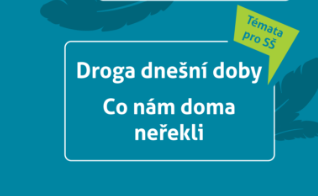 Témata
pro SŠ
Droga dnešní doby
Co nám doma
neřekli